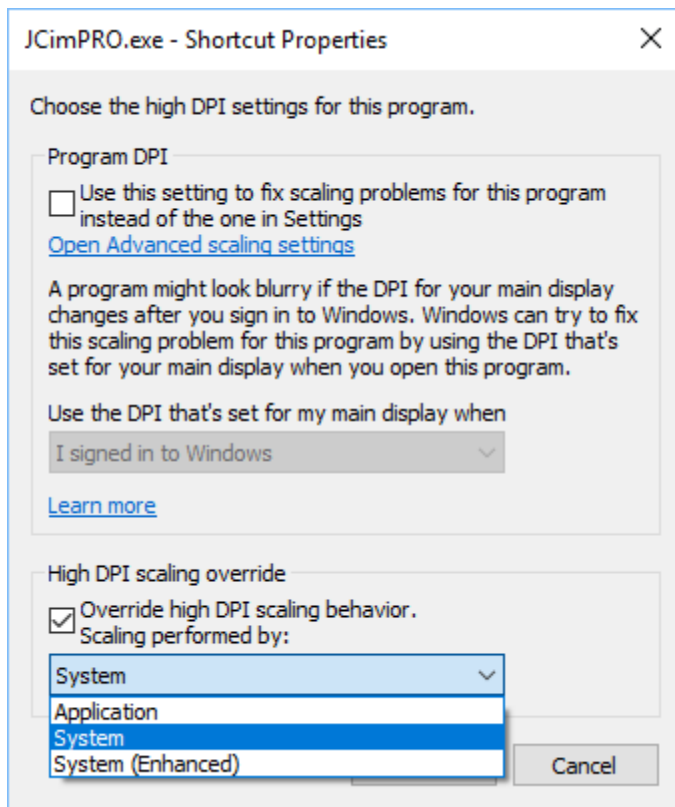 JCimPRO.exe - Shortcut Properties
Choose the high DPI settings for this program.
Program DPI
Use this setting to fix scaling problems for this program
instead of the one in Settings
Open Advanced scaling settings
A program might look blurry if the DPI for your main display
changes after you sign in to Windows. Windows can try to fix
this scaling problem for this program by using the DPI that's
set for your main display when you open this program.
Use the DPI that's set for my main display when
I signed in to Windows
Learn more
High DPI scaling override
Override high DPI scaling behavior.
Scaling performed by:
System
Application
System
System (Enhanced)
Cancel